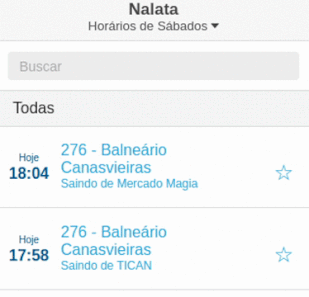 Nalata
Horários de Sábados
Buscar
Todas
Hoje
18:04
276 - Balneário
Canasvieiras
Saindo de Mercado Magia
Hoje
17:58
276 - Balneário
Canasvieiras
Saindo de TICAN